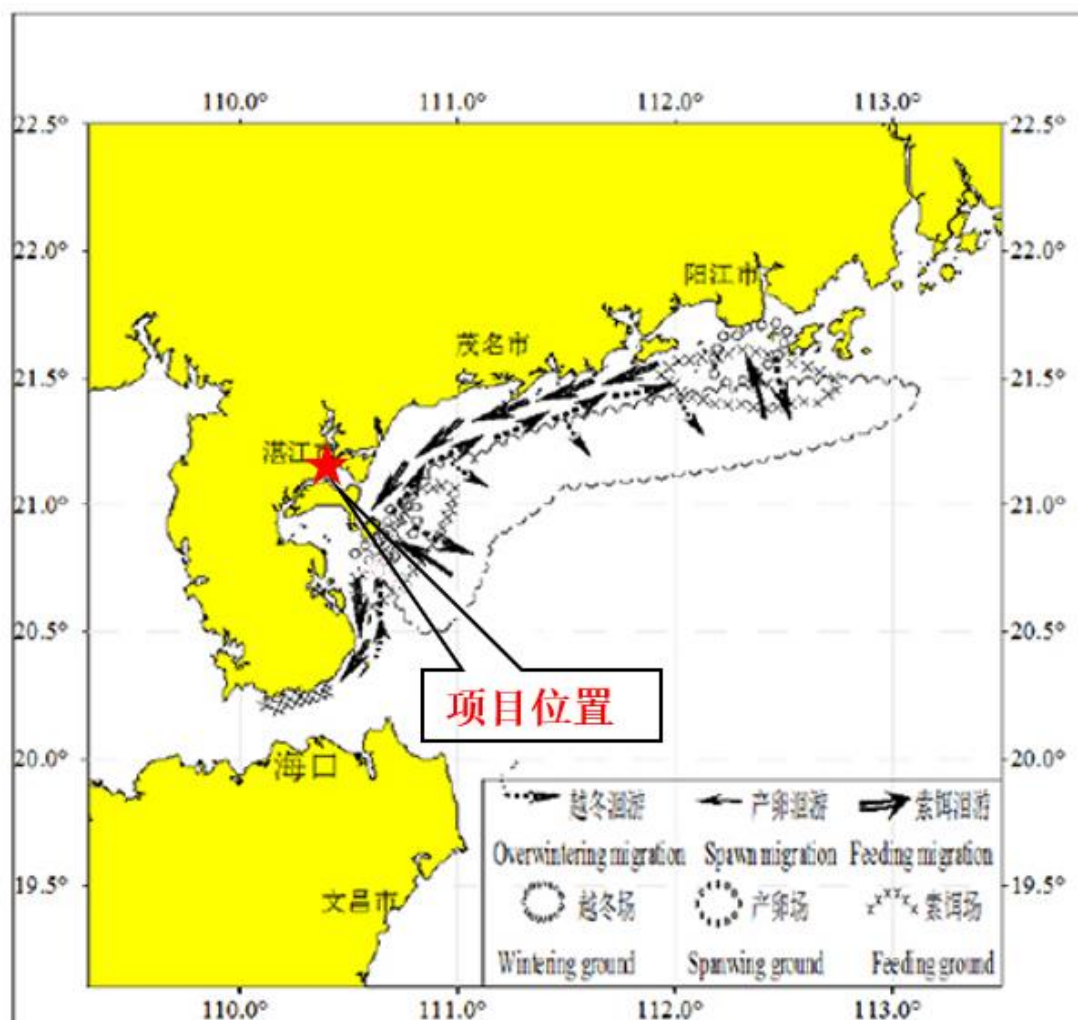 110.0° 111.0° 112.0° 113.0°
22.5° 22.5°
22.0° 22.0°
阳江市
茂名市
21.5° 21.5°
湛江市
21.0° 21.0°
20.5° 20.5°
项目位置
20.0° 20.0°
海口
越冬洄游 产卵洄游 索饵洄游
Overwintering migration Spawn migration Feeding migration
19.5° 19.5°
文昌市
越冬场 产卵场 索饵场
Wintering ground Spanwing ground Feeding ground
110.0° 111.0° 112.0° 113.0°